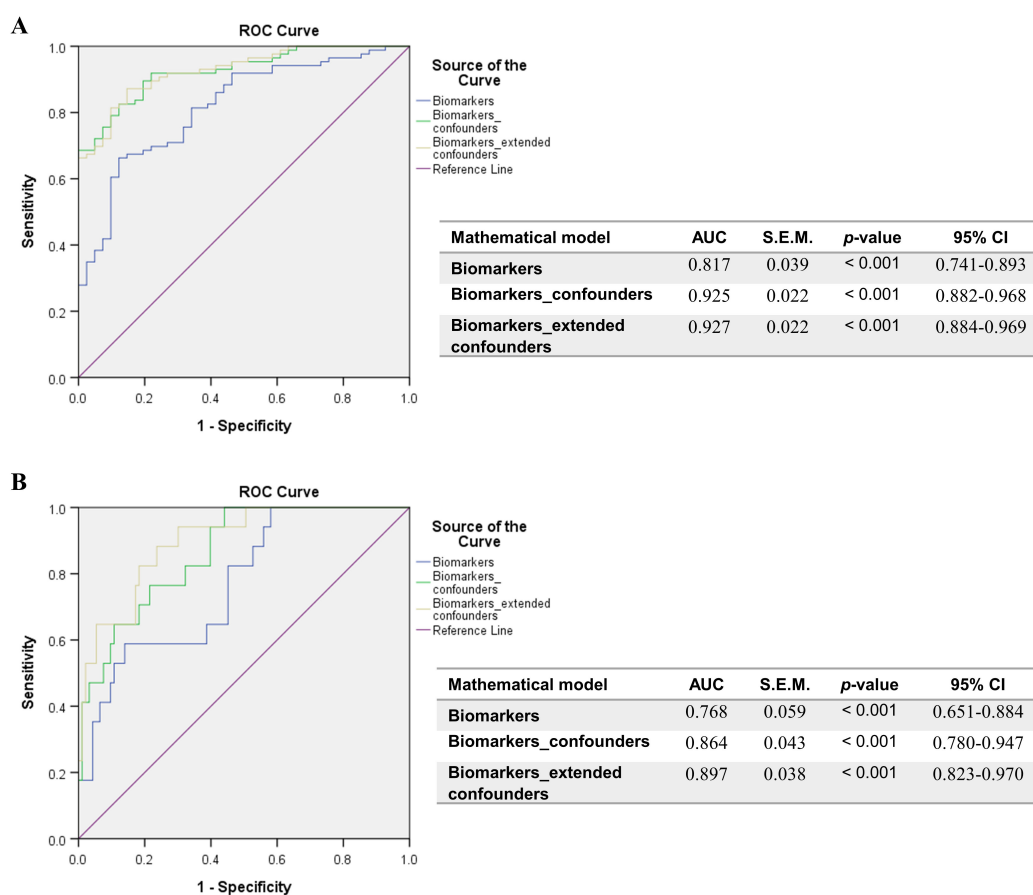 A
ROC Curve
1.0
0.8
0.6
0.4
0.2
0.0
Sensitivity
0.0 0.2 0.4 0.6 0.8 1.0
1 - Specificity
Source of the
Curve
Biomarkers
Biomarkers_
confounders
Biomarkers_extended
confounders
Reference Line
Mathematical model AUC S.E.M. p-value 95% CI
Biomarkers 0.817 0.039 < 0.001 0.741-0.893
Biomarkers_confounders 0.925 0.022 < 0.001 0.882-0.968
Biomarkers_extended 0.927 0.022 < 0.001 0.884-0.969
confounders
B
ROC Curve
1.0
0.8
0.6
0.4
0.2
0.0
Sensitivity
0.0 0.2 0.4 0.6 0.8 1.0
1 - Specificity
Source of the
Curve
Biomarkers
Biomarkers_
confounders
Biomarkers_extended
confounders
Reference Line
Mathematical model AUC S.E.M. p-value 95% CI
Biomarkers 0.768 0.059 < 0.001 0.651-0.884
Biomarkers_confounders 0.864 0.043 < 0.001 0.780-0.947
Biomarkers_extended 0.897 0.038 < 0.001 0.823-0.970
confounders